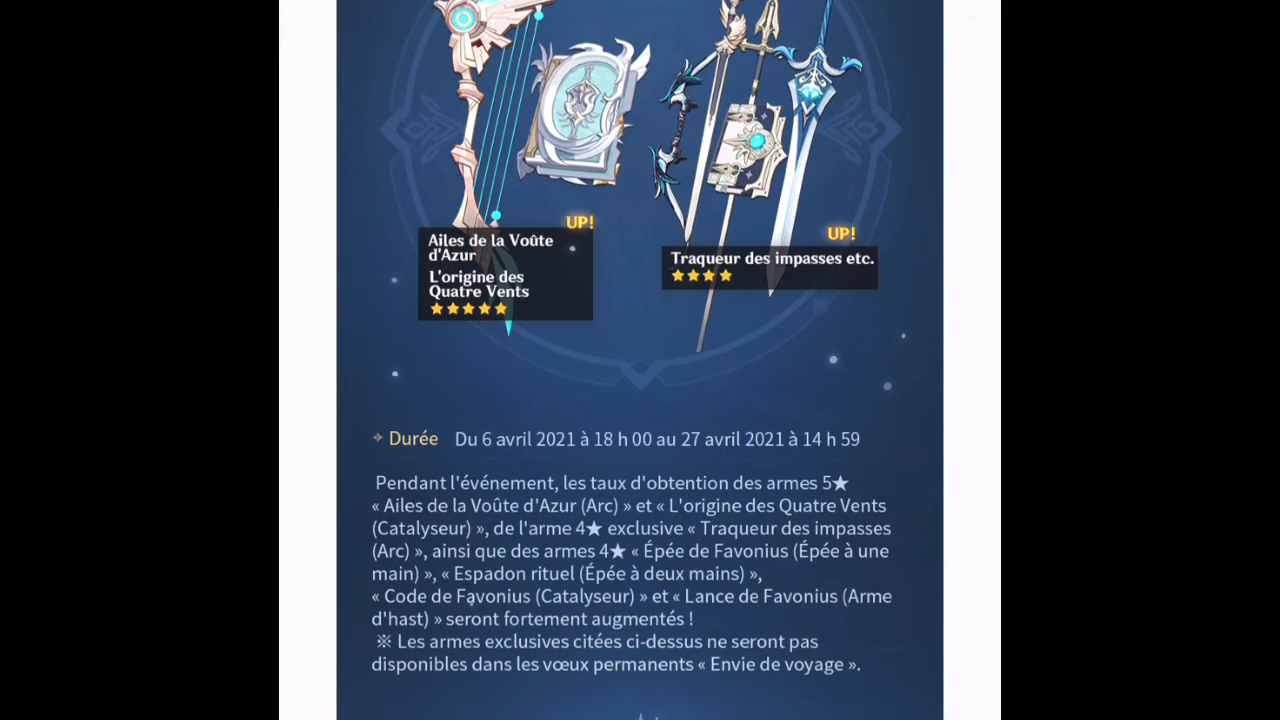 UP!
Ailes de la Voûte
d'Azur
L'origine des
Quatre Vents
UP!
Traqueur des impasses etc.
Durée Du 6 avril 2021 à 18 h 00 au 27 avril 2021 à 14 h 59
Pendant l'événement, les taux d'obtention des armes 5★
« Ailes de la Voûte d'Azur (Arc) » et « L'origine des Quatre Vents
(Catalyseur) », de l'arme 4★ exclusive « Traqueur des impasses
(Arc) », ainsi que des armes 4★ « Épée de Favonius (Épée à une
main) », « Espadon rituel (Épée à deux mains) »,
« Code de Favonius (Catalyseur) » et « Lance de Favonius (Arme
d'hast) » seront fortement augmentés !
※ Les armes exclusives citées ci-dessus ne seront pas
disponibles dans les vœux permanents « Envie de voyage ».